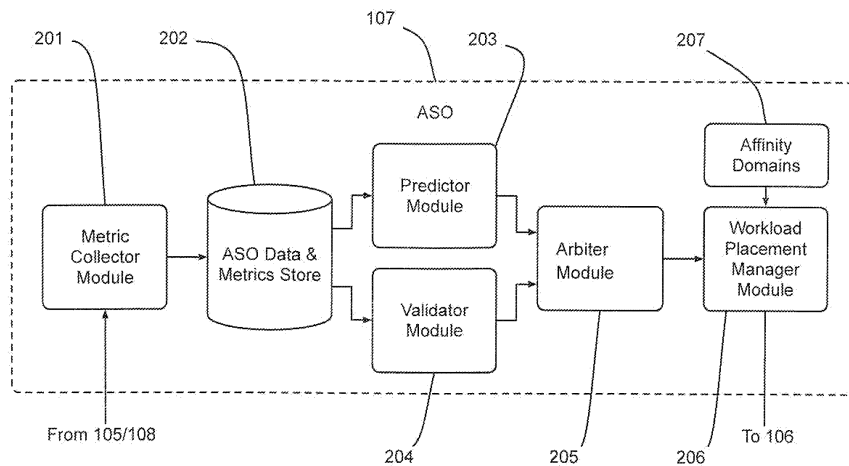 201
202
107
203
207
ASO
Affinity
Domains
Predictor
Module
Metric
Collector
Module
ASO Data &
Metrics Store
Arbiter
Module
Workload
Placement
Manager
Module
Validator
Module
From 105/108
204
205
206
To 106